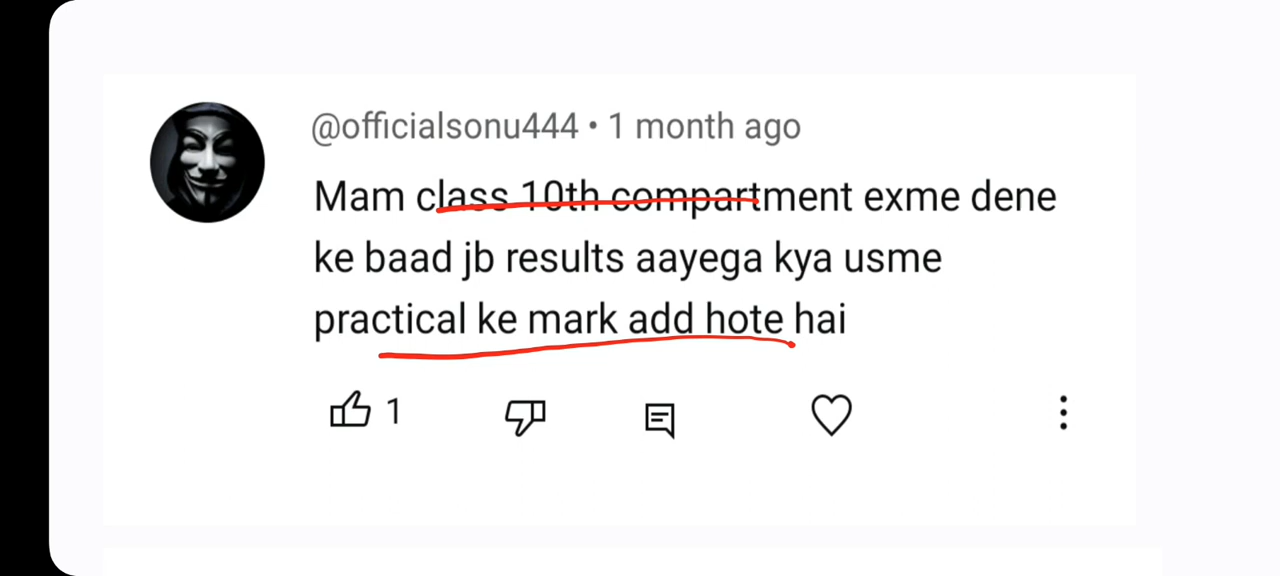 @officialsonu444 • 1 month ago
Mam class 10th compartment exme dene
ke baad jb results aayega kya usme
practical ke mark add hote hai
1